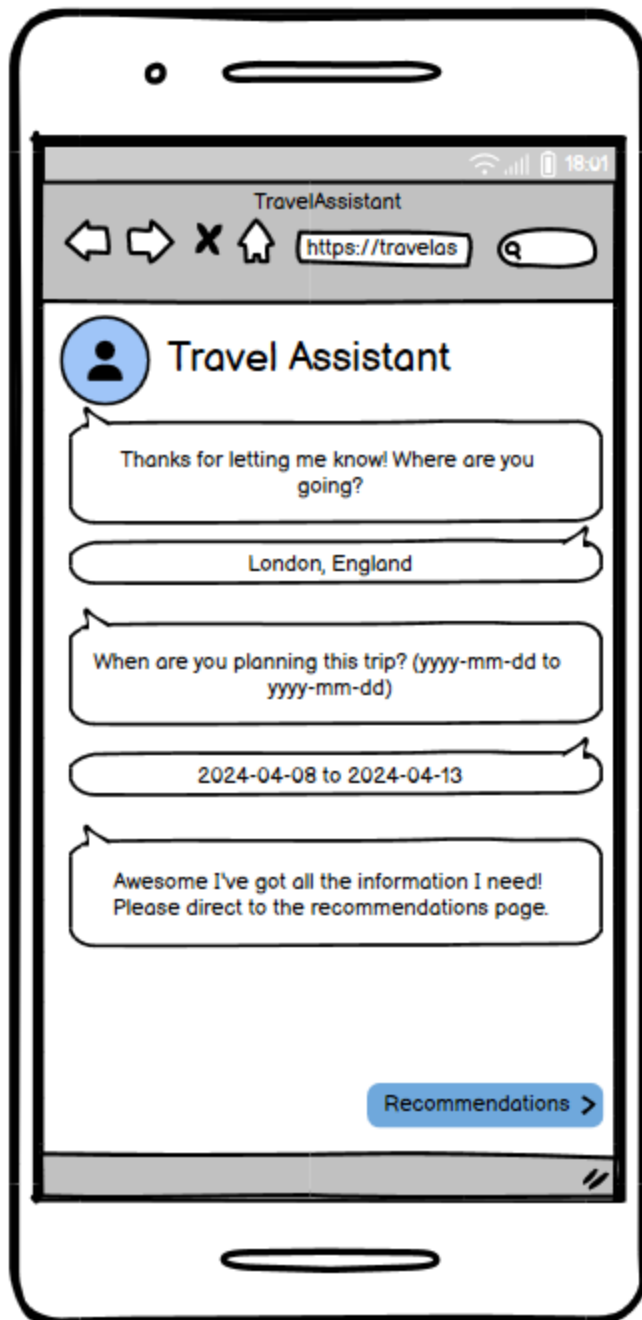 18:01
TravelAssistant
https://travelas
Travel Assistant
Thanks for letting me know! Where are you
going?
London, England
When are you planning this trip? (yyyy-mm-dd to
yyyy-mm-dd)
2024-04-08 to 2024-04-13
Awesome I've got all the information I need!
Please direct to the recommendations page.
Recommendations